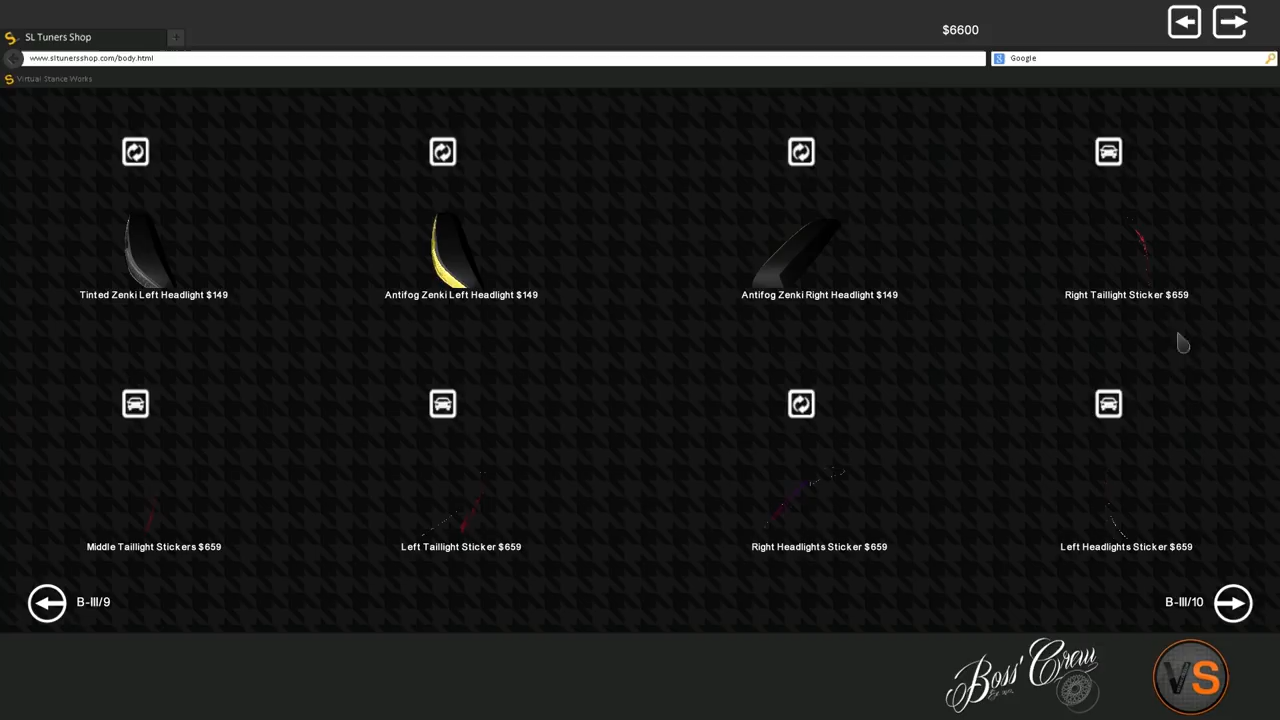 $6600
SL Tuners Shop
www.sltunersshop.com/body.html
Google
Virtual Stance Works
Tinted Zenki Left Headlight $149
Antifog Zenki Left Headlight $149
Antifog Zenki Right Headlight $149
Right Taillight Sticker $659
Middle Taillight Stickers $659
Left Taillight Sticker $659
Right Headlights Sticker $659
Left Headlights Sticker $659
B-III/9
B-III/10
Boss' Crew
VS